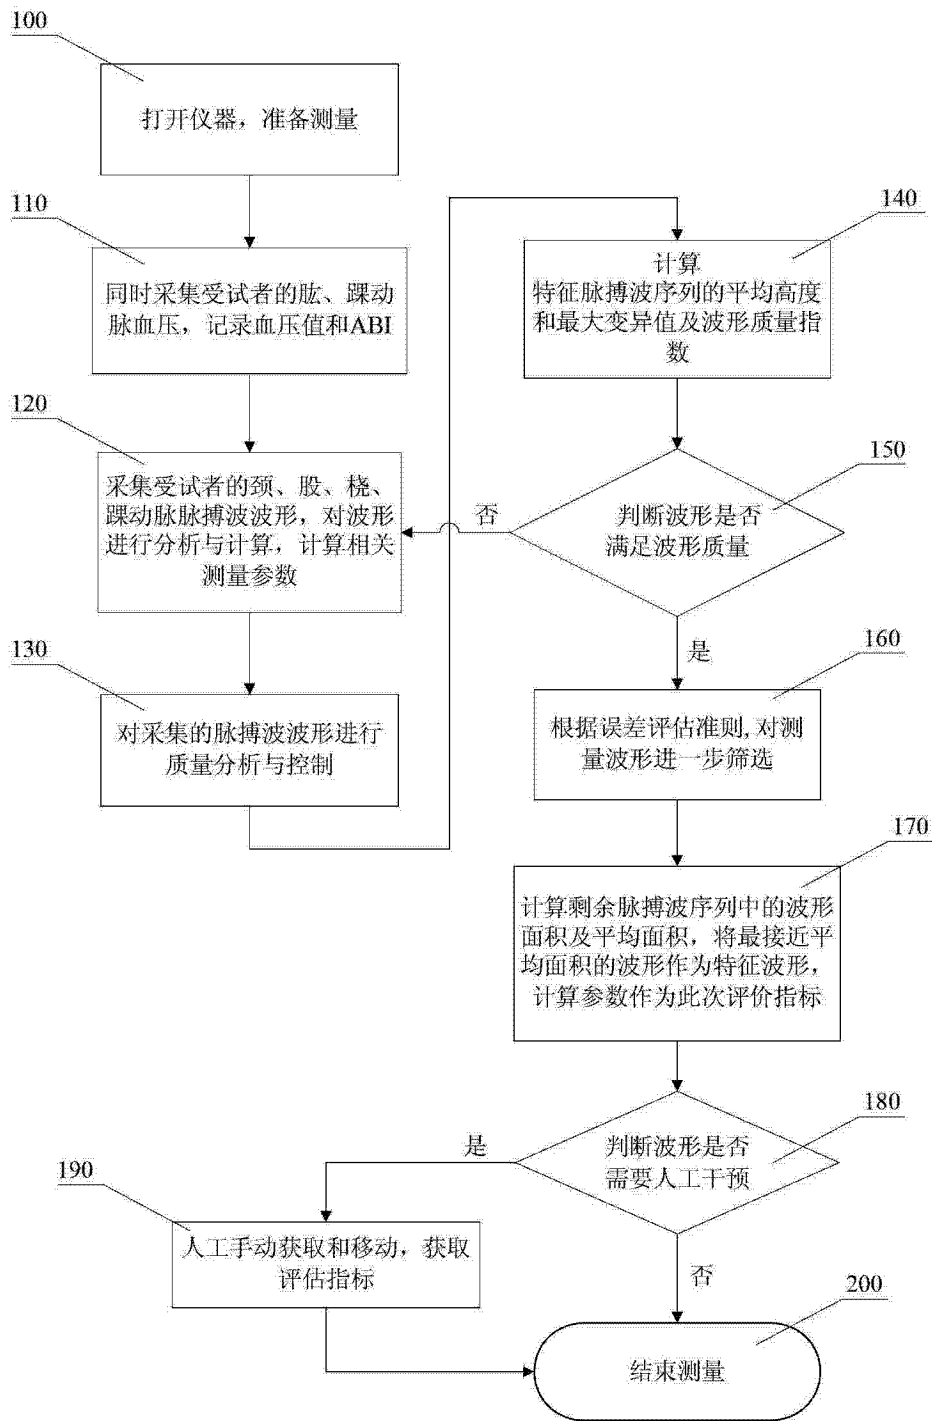 100
打开仪器，准备测量
110
同时采集受试者的肱、踝动
脉血压，记录血压值和ABI
120
采集受试者的颈、股、桡、
踝动脉脉搏波波形，对波形
进行分析与计算，计算相关
测量参数
130
对采集的脉搏波波形进行
质量分析与控制
140
计算
特征脉搏波序列的平均高度
和最大变异值及波形质量指
数
150
判断波形是否
满足波形质量
否
是
160
根据误差评估准则,对测
量波形进一步筛选
170
计算剩余脉搏波序列中的波形
面积及平均面积，将最接近平
均面积的波形作为特征波形，
计算参数作为此次评价指标
180
判断波形是否
需要人工干预
是
否
190
人工手动获取和移动，获取
评估指标
200
结束测量